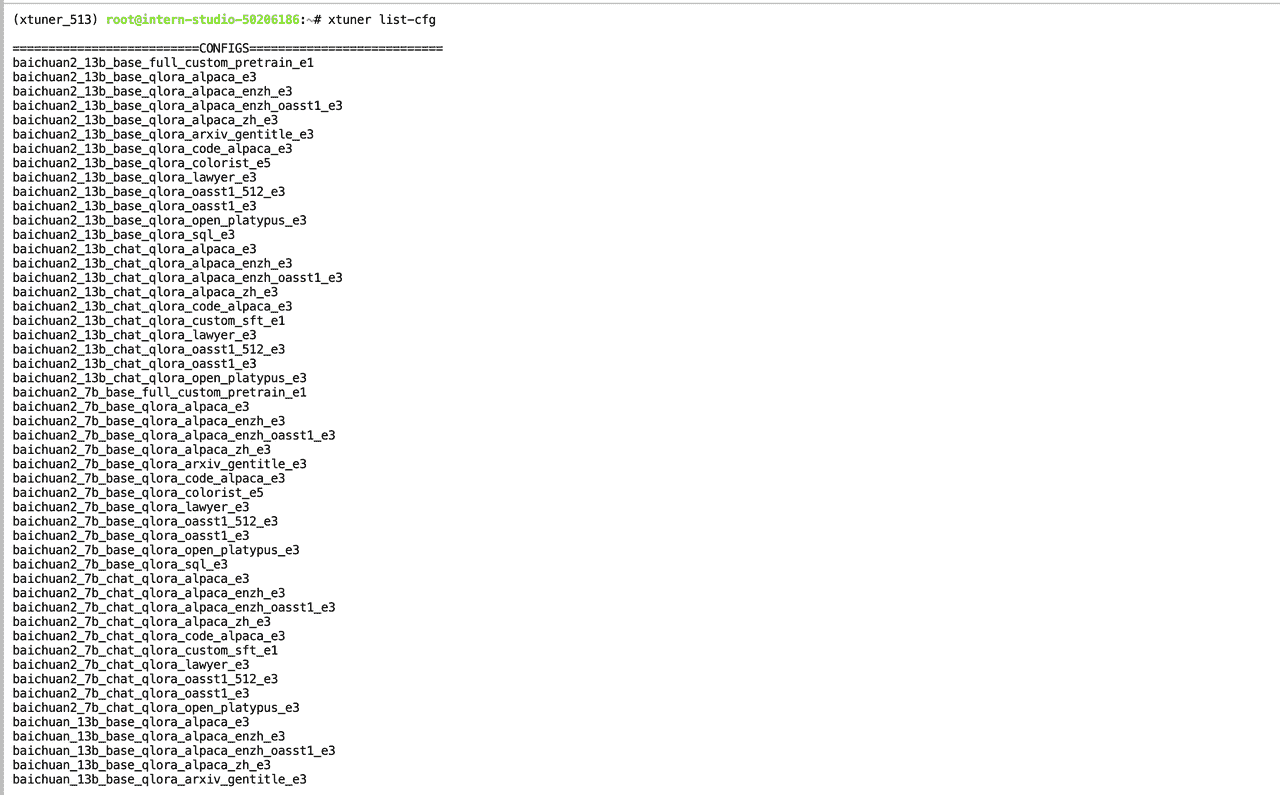 (xtuner_513) root@intern-studio-50206186:~# xtuner list-cfg
==========================CONFIGS===========================
baichuan2_13b_base_full_custom_pretrain_e1
baichuan2_13b_base_qlora_alpaca_e3
baichuan2_13b_base_qlora_alpaca_enzh_e3
baichuan2_13b_base_qlora_alpaca_enzh_oasst1_e3
baichuan2_13b_base_qlora_alpaca_zh_e3
baichuan2_13b_base_qlora_arxiv_gentitle_e3
baichuan2_13b_base_qlora_code_alpaca_e3
baichuan2_13b_base_qlora_colorist_e5
baichuan2_13b_base_qlora_lawyer_e3
baichuan2_13b_base_qlora_oasst1_512_e3
baichuan2_13b_base_qlora_oasst1_e3
baichuan2_13b_base_qlora_open_platypus_e3
baichuan2_13b_base_qlora_sql_e3
baichuan2_13b_chat_qlora_alpaca_e3
baichuan2_13b_chat_qlora_alpaca_enzh_e3
baichuan2_13b_chat_qlora_alpaca_enzh_oasst1_e3
baichuan2_13b_chat_qlora_alpaca_zh_e3
baichuan2_13b_chat_qlora_code_alpaca_e3
baichuan2_13b_chat_qlora_custom_sft_e1
baichuan2_13b_chat_qlora_lawyer_e3
baichuan2_13b_chat_qlora_oasst1_512_e3
baichuan2_13b_chat_qlora_oasst1_e3
baichuan2_13b_chat_qlora_open_platypus_e3
baichuan2_7b_base_full_custom_pretrain_e1
baichuan2_7b_base_qlora_alpaca_e3
baichuan2_7b_base_qlora_alpaca_enzh_e3
baichuan2_7b_base_qlora_alpaca_enzh_oasst1_e3
baichuan2_7b_base_qlora_alpaca_zh_e3
baichuan2_7b_base_qlora_arxiv_gentitle_e3
baichuan2_7b_base_qlora_code_alpaca_e3
baichuan2_7b_base_qlora_colorist_e5
baichuan2_7b_base_qlora_lawyer_e3
baichuan2_7b_base_qlora_oasst1_512_e3
baichuan2_7b_base_qlora_oasst1_e3
baichuan2_7b_base_qlora_open_platypus_e3
baichuan2_7b_base_qlora_sql_e3
baichuan2_7b_chat_qlora_alpaca_e3
baichuan2_7b_chat_qlora_alpaca_enzh_e3
baichuan2_7b_chat_qlora_alpaca_enzh_oasst1_e3
baichuan2_7b_chat_qlora_alpaca_zh_e3
baichuan2_7b_chat_qlora_code_alpaca_e3
baichuan2_7b_chat_qlora_custom_sft_e1
baichuan2_7b_chat_qlora_lawyer_e3
baichuan2_7b_chat_qlora_oasst1_512_e3
baichuan2_7b_chat_qlora_oasst1_e3
baichuan2_7b_chat_qlora_open_platypus_e3
baichuan_13b_base_qlora_alpaca_e3
baichuan_13b_base_qlora_alpaca_enzh_e3
baichuan_13b_base_qlora_alpaca_enzh_oasst1_e3
baichuan_13b_base_qlora_alpaca_zh_e3
baichuan_13b_base_qlora_arxiv_gentitle_e3